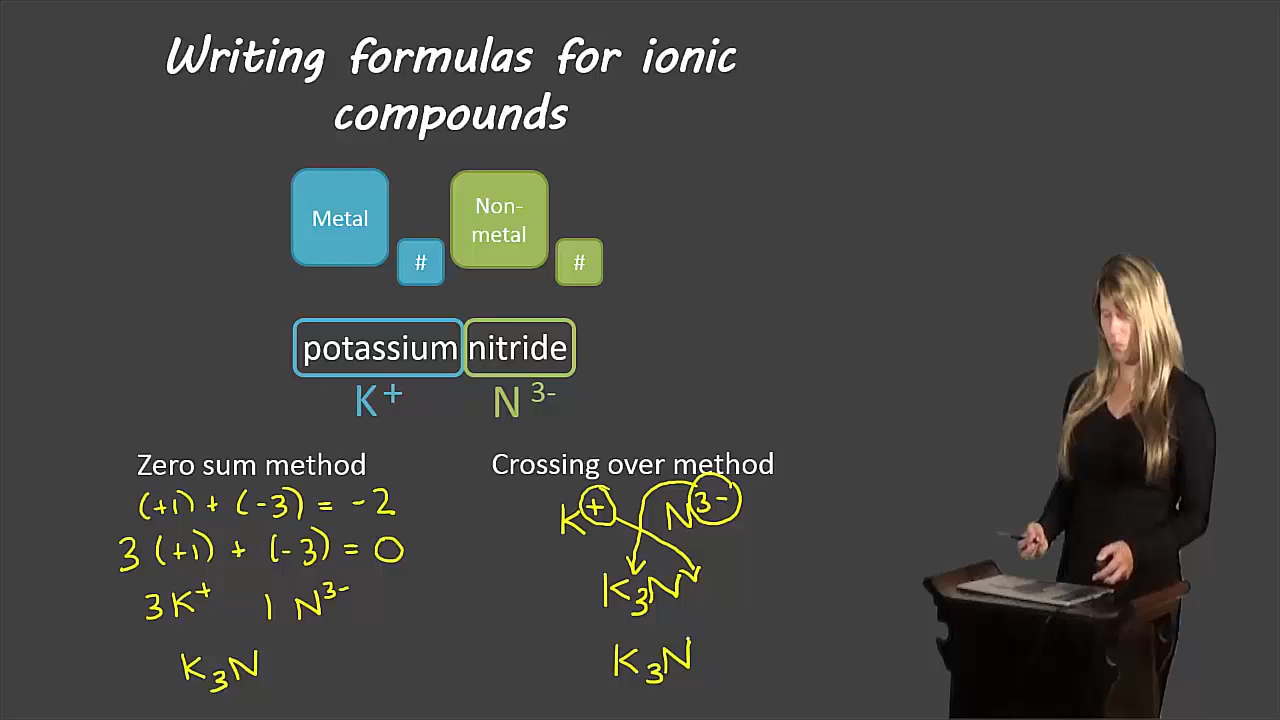 Writing formulas for ionic
compounds
Metal
#
Non-
metal
#
potassium nitride
K⁺ N³⁻
Zero sum method
(+1) + (-3) = -2
3 (+1) + (-3) = 0
3K⁺ 1 N³⁻
K₃N
Crossing over method
K⁺ N³⁻
K₃N
K₃N